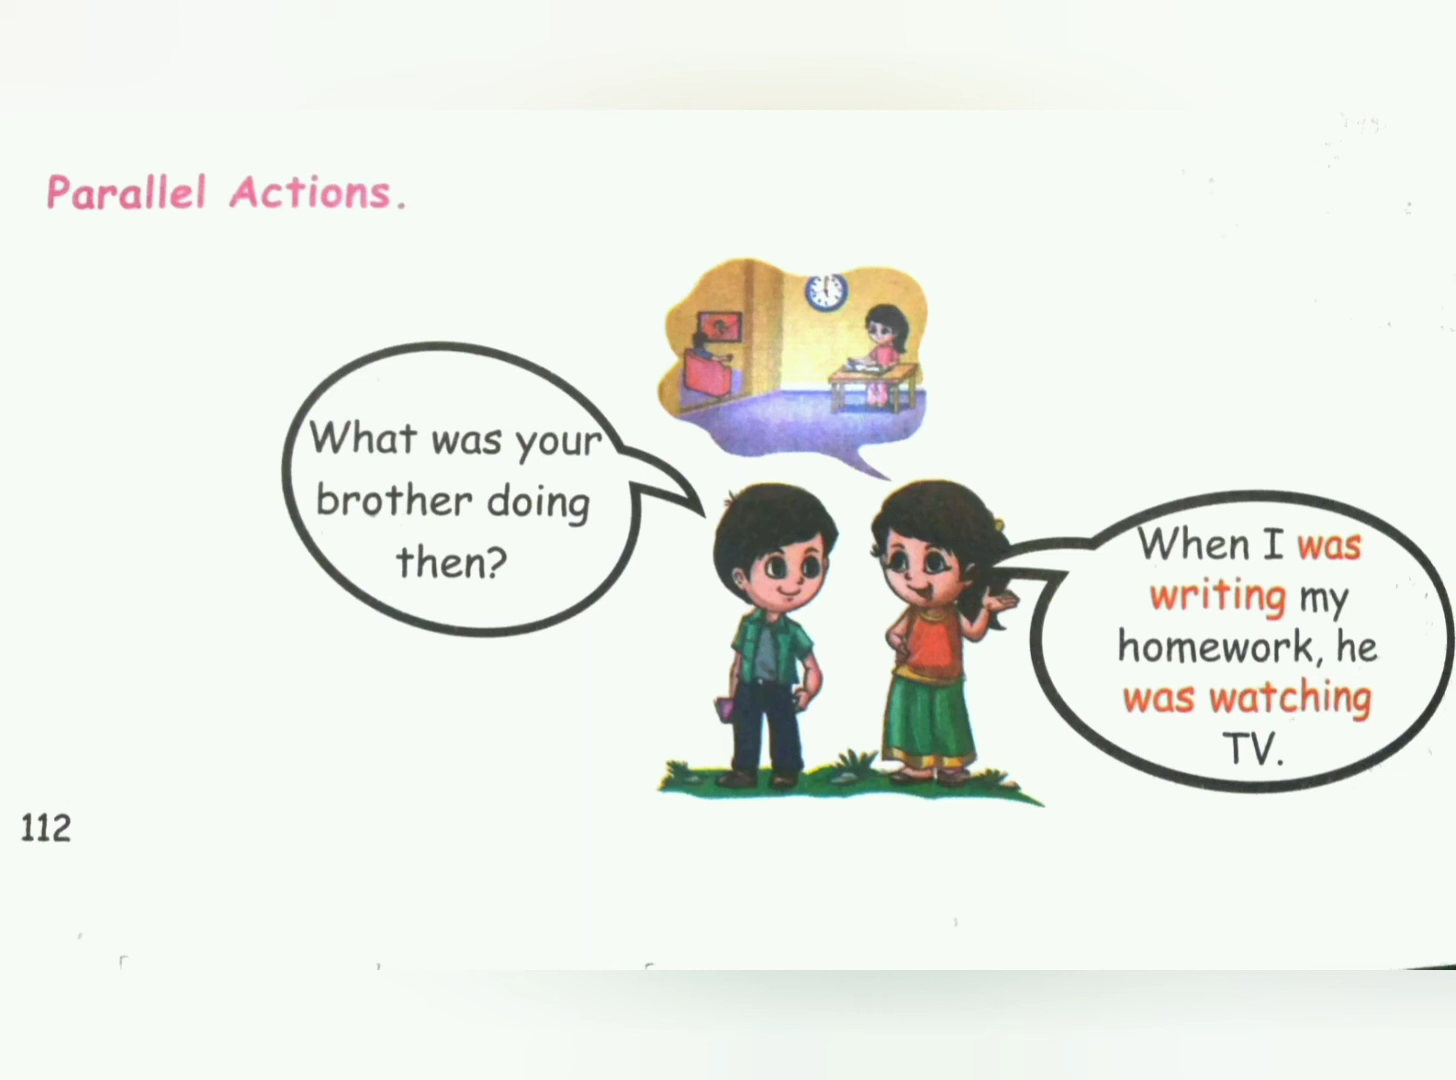 Parallel Actions.
What was your
brother doing
then?
When I was
writing my
homework, he
was watching
TV.
112